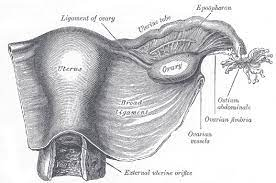 Ligament of ovary
Uterine tube
Epoöphoron
Uterus
Ovary
Broad
ligament
Ostium
abdominale
Ovarian fimbria
Ovarian
vessels
External uterine orifice